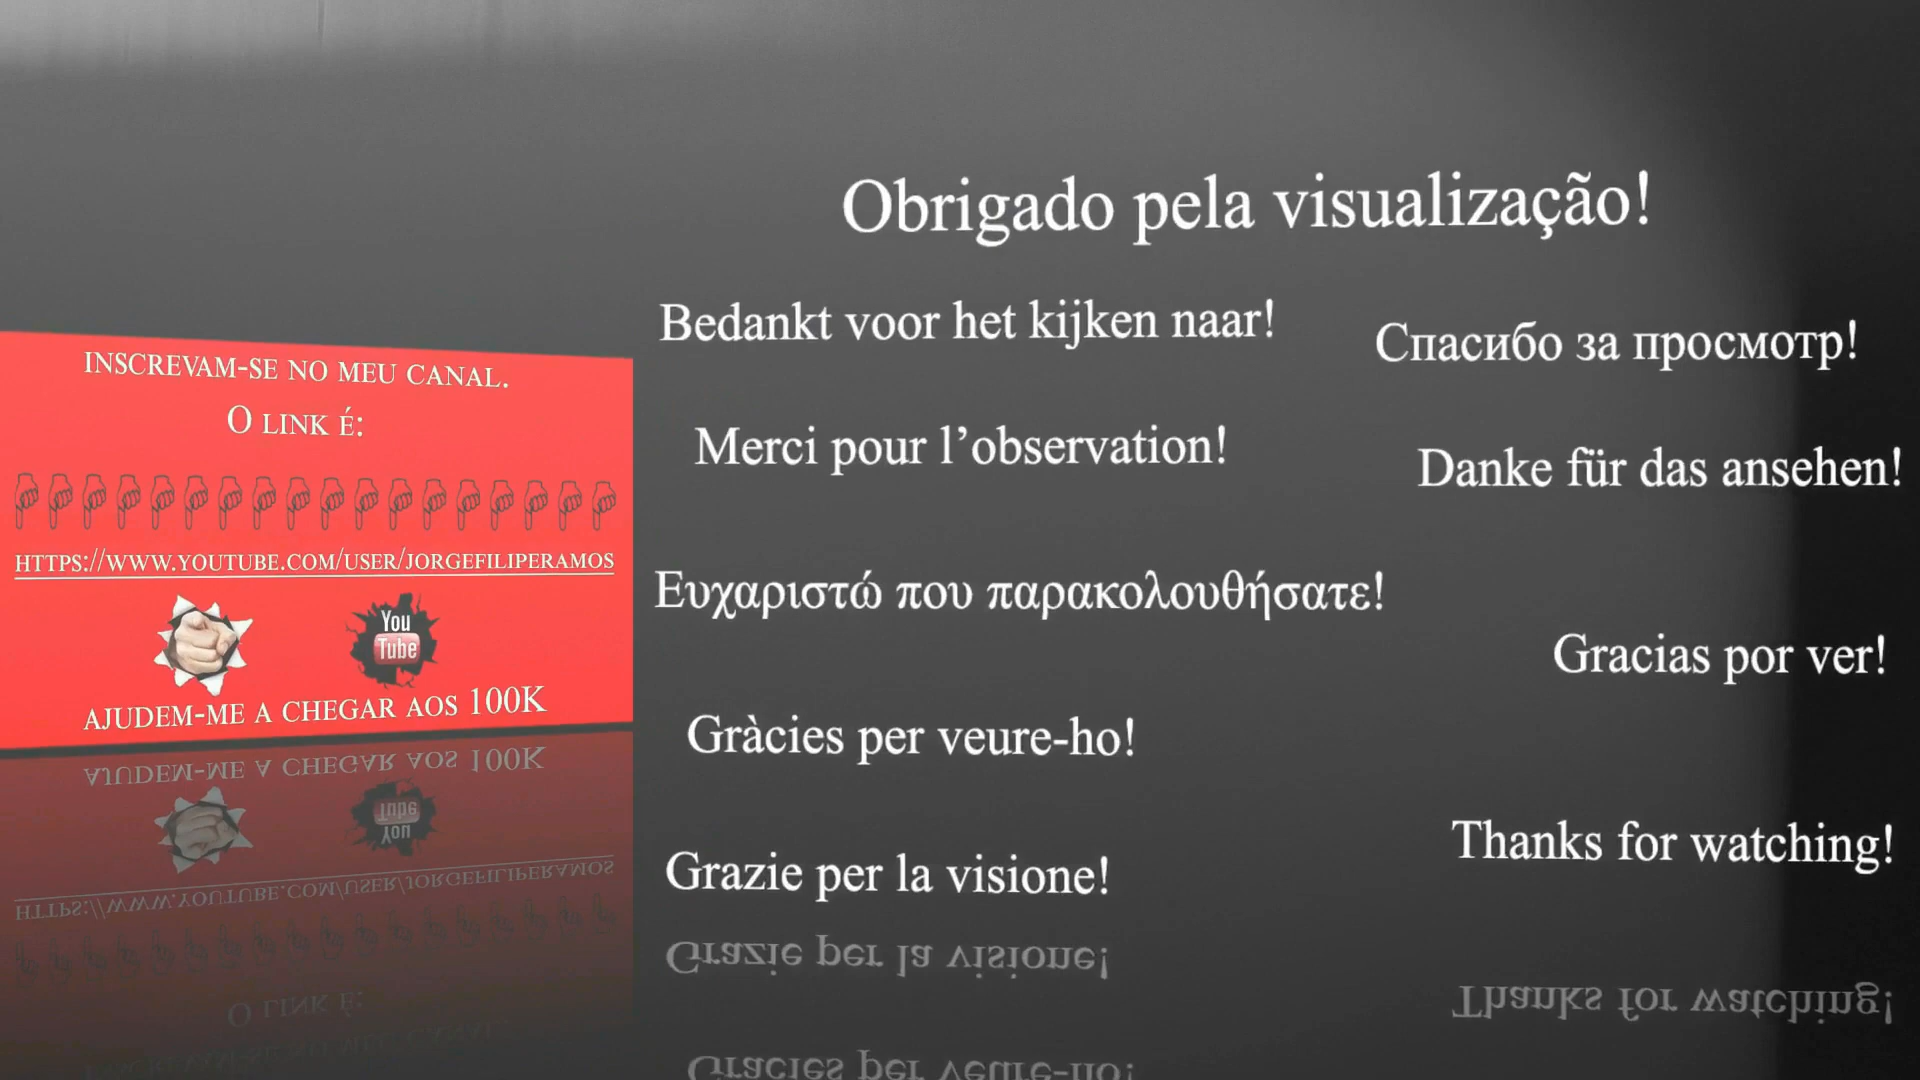 Obrigado pela visualização!
Bedankt voor het kijken naar!
Спасибо за просмотр!
Merci pour l’observation!
Danke für das ansehen!
Ευχαριστώ που παρακολουθήσατε!
Gracias por ver!
Gràcies per veure-ho!
Thanks for watching!
Grazie per la visione!
INSCREVAM-SE NO MEU CANAL.
O LINK É:
HTTPS://WWW.YOUTUBE.COM/USER/JORGEFILIPERAMOS
You
Tube
AJUDEM-ME A CHEGAR AOS 100K